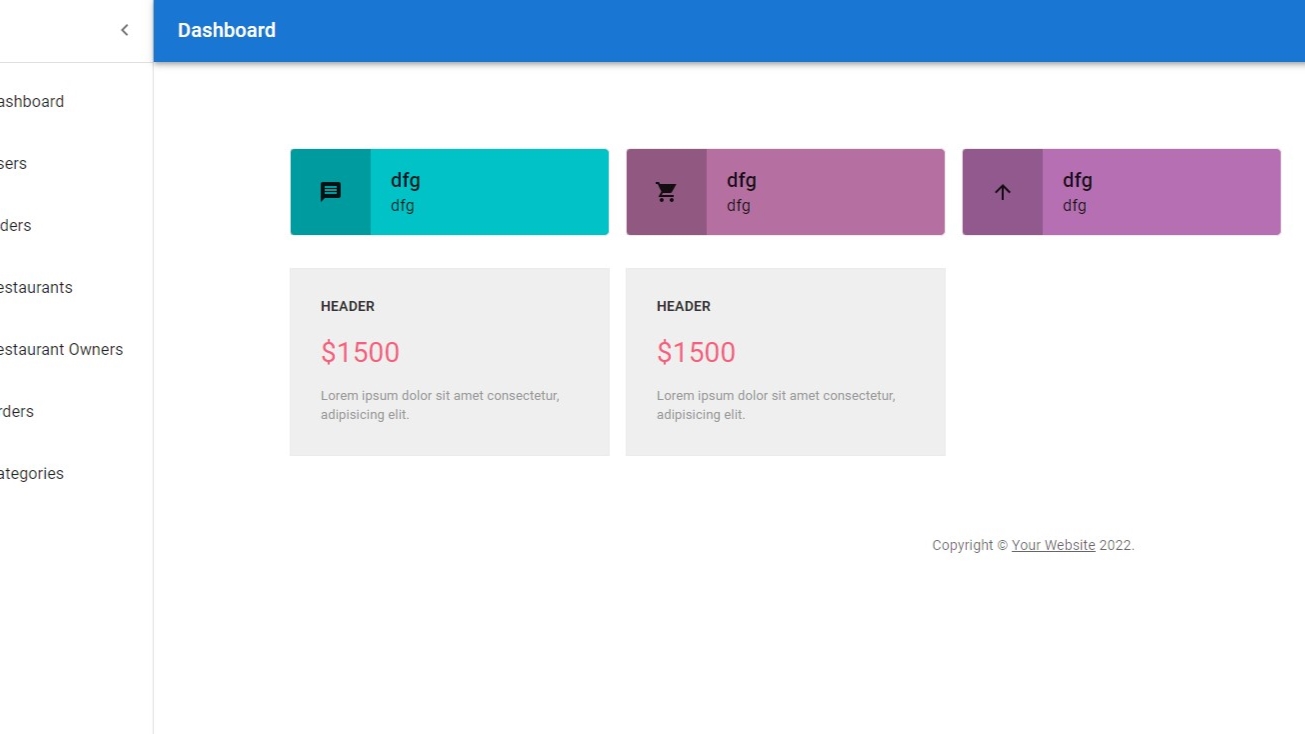 Dashboard
ashboard
sers
ders
estaurants
estaurant Owners
rders
ategories
dfg
dfg
dfg
dfg
dfg
dfg
HEADER
$1500
Lorem ipsum dolor sit amet consectetur,
adipisicing elit.
HEADER
$1500
Lorem ipsum dolor sit amet consectetur,
adipisicing elit.
Copyright © Your Website 2022.